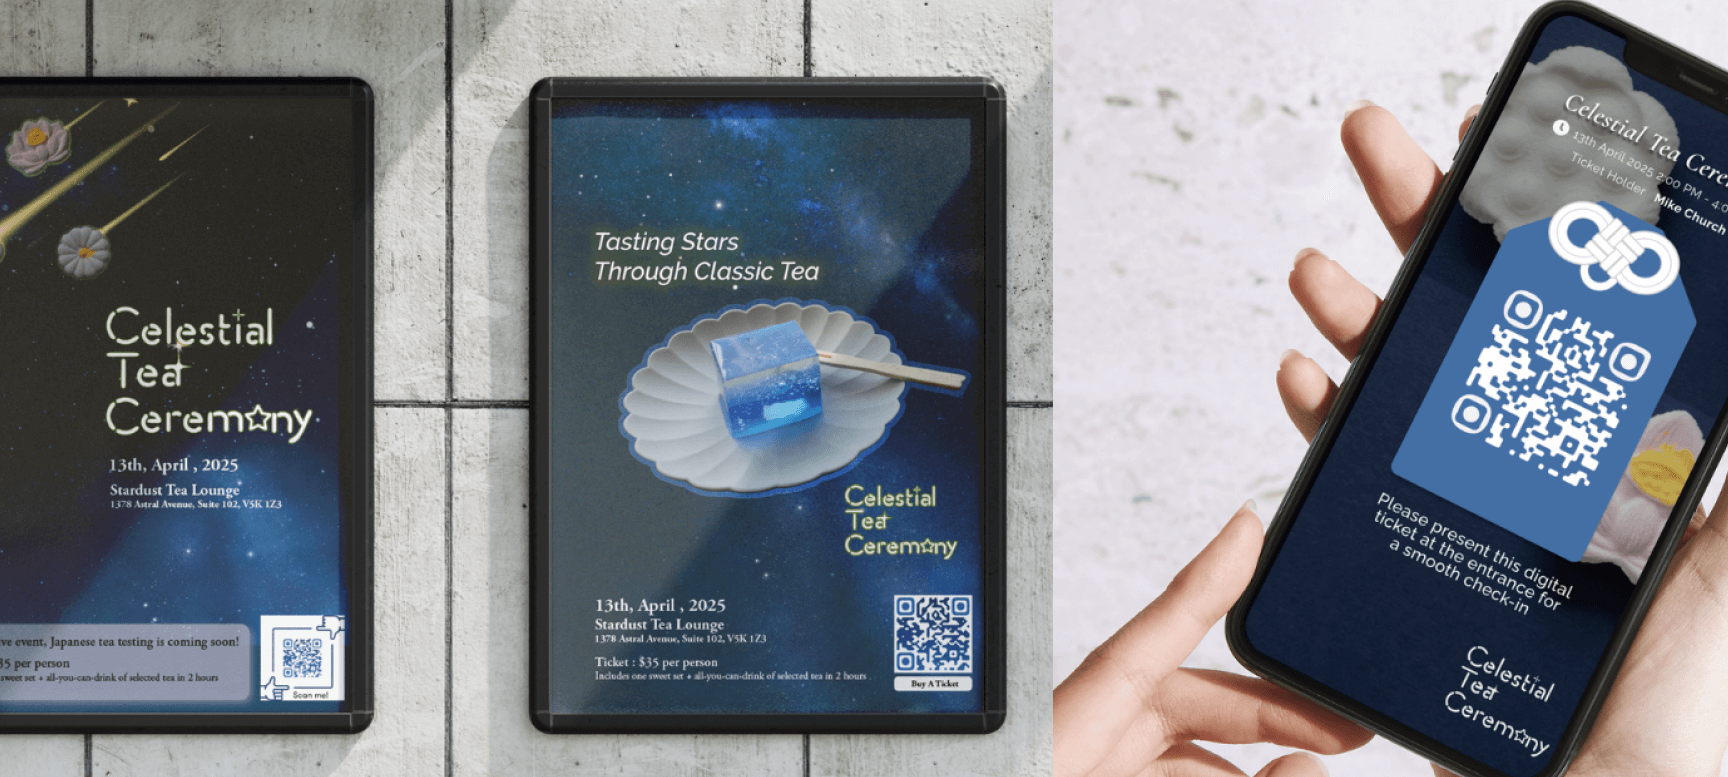 Celestial
Tea
Ceremony
13th, April , 2025
Stardust Tea Lounge
1378 Astral Avenue, Suite 102, V5K 1Z3
event, Japanese tea testing is coming soon!
per person
sweet set + all-you-can-drink of selected tea in 2 hours
Scan me!
Tasting Stars
Through Classic Tea
Celestial
Tea
Ceremony
13th, April , 2025
Stardust Tea Lounge
1378 Astral Avenue, Suite 102, V5K 1Z3
Ticket : $35 per person
Includes one sweet set + all-you-can-drink of selected tea in 2 hours .
Buy A Ticket
Celestial Tea Cere
13th April 2025 2:00 PM - 4:0
Ticket Holder Mike Church
Please present this digital
ticket at the entrance for
a smooth check-in
Celestial
Tea
Ceremony